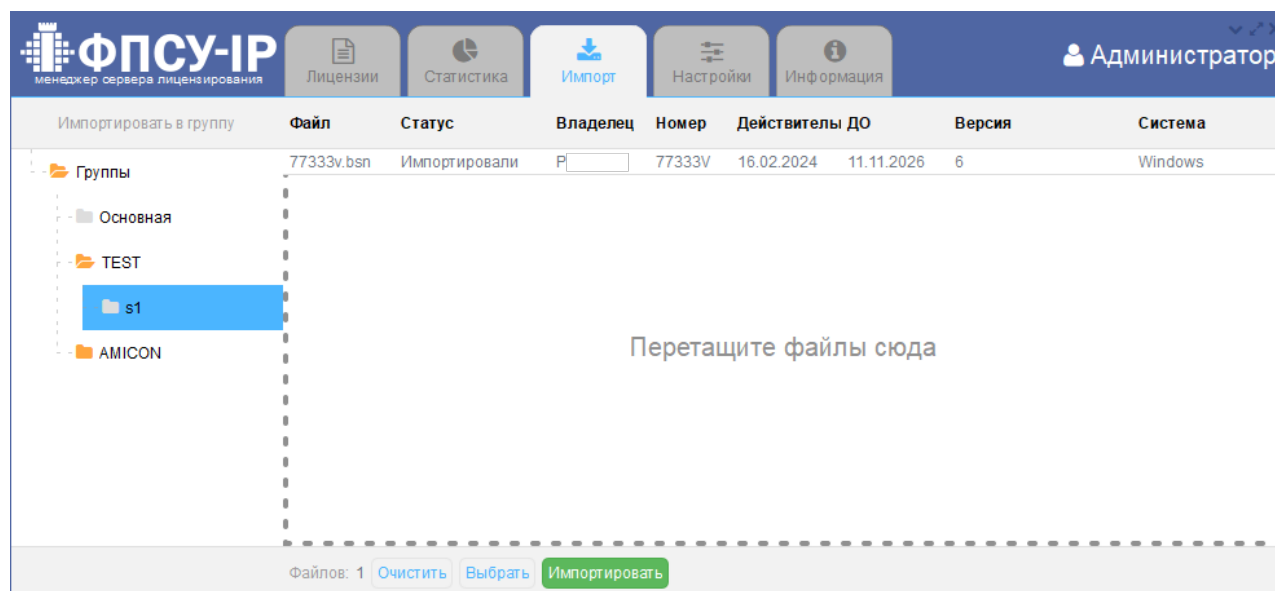 ФПСУ-IP
менеджер сервера лицензирования
Лицензии
Статистика
Импорт
Настройки
Информация
Администратор
Импортировать в группу
Файл Статус Владелец Номер Действителы ДО Версия Система
77333v.bsn Импортировали P 77333V 16.02.2024 11.11.2026 6 Windows
Группы
Основная
TEST
s1
AMICON
Перетащите файлы сюда
Файлов: 1 Очистить Выбрать Импортировать